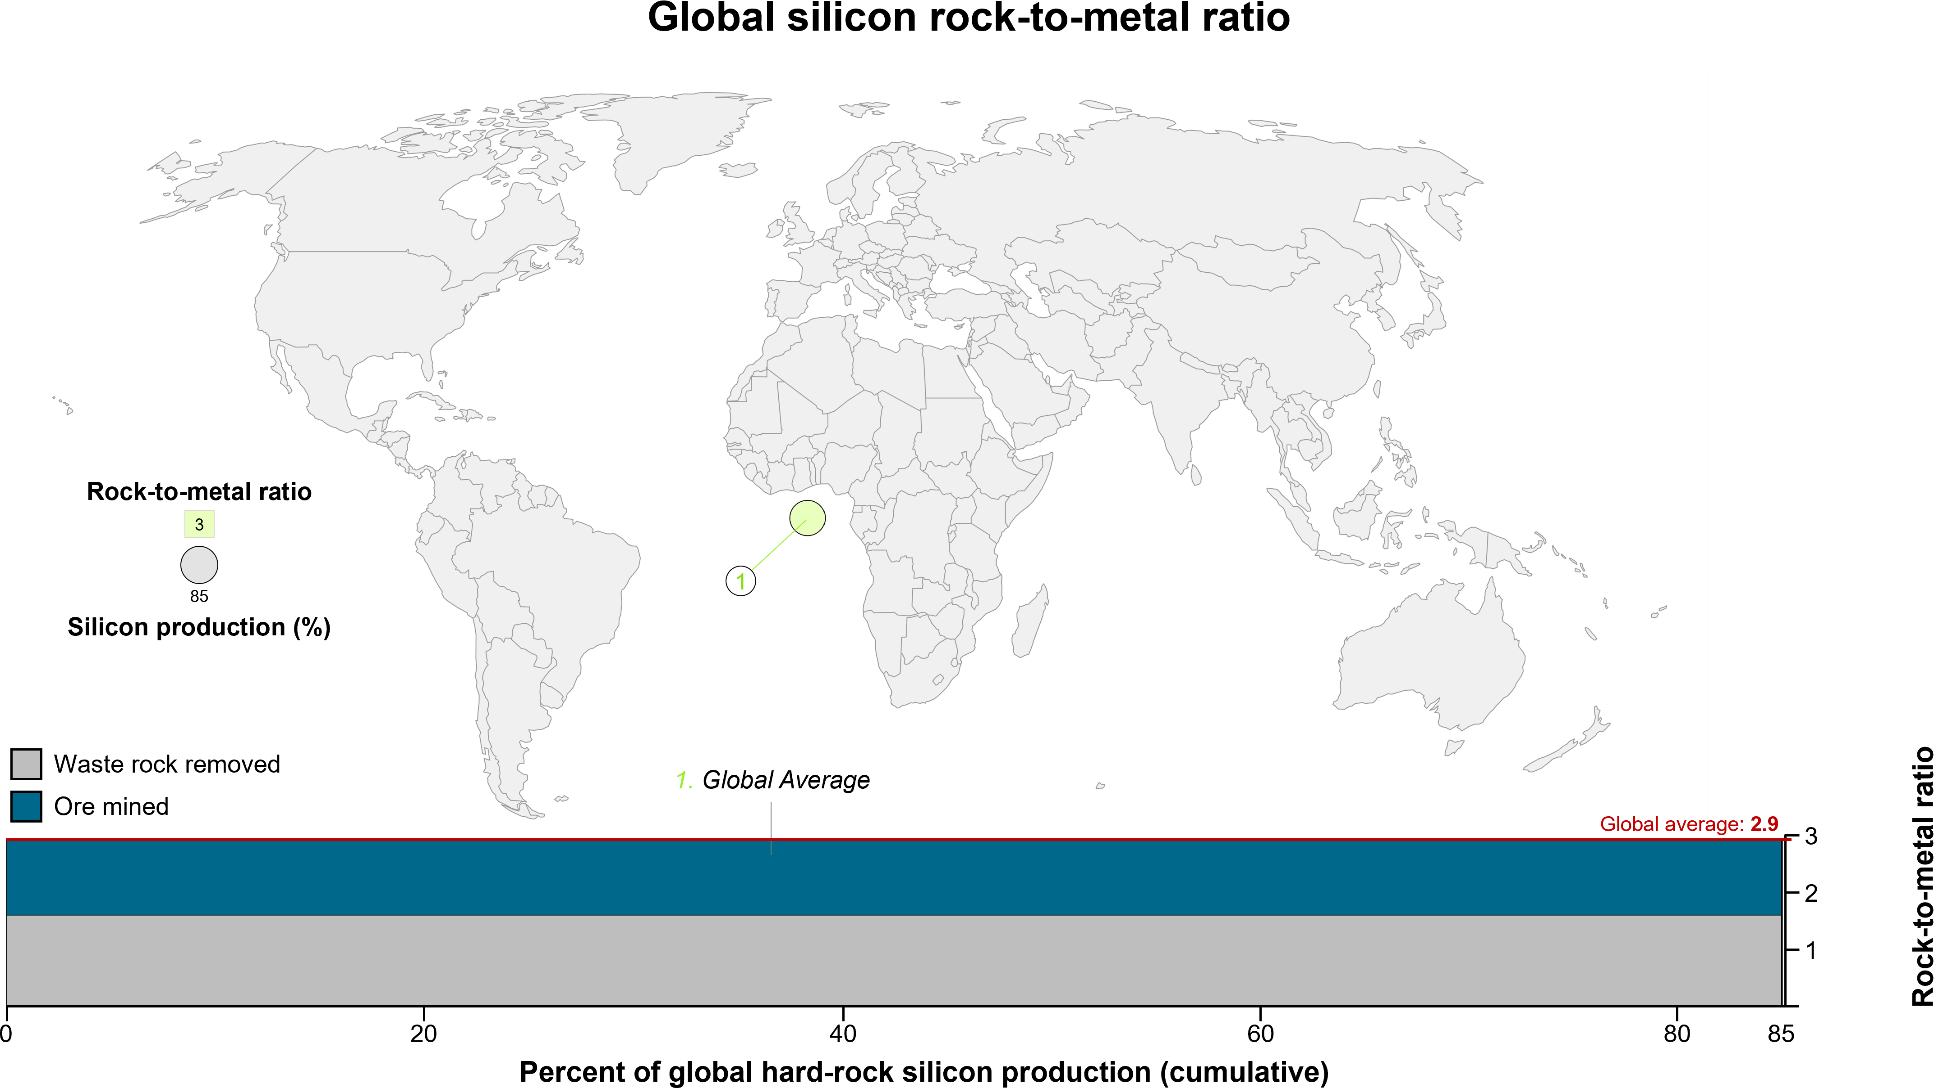 Global silicon rock-to-metal ratio
Rock-to-metal ratio
3
85
Silicon production (%)
1
Waste rock removed
Ore mined
1. Global Average
Global average: 2.9
3
2
1
Rock-to-metal ratio
0 20 40 60 80 85
Percent of global hard-rock silicon production (cumulative)